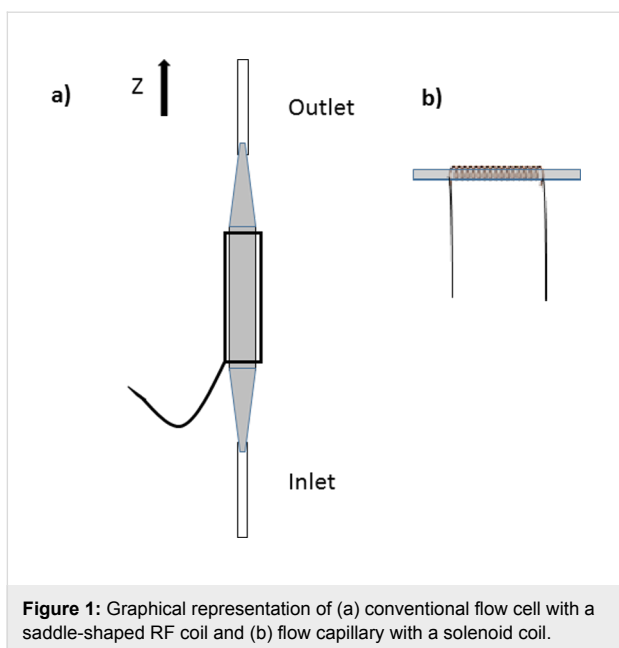 a)
Z
Outlet
b)
Inlet
Figure 1: Graphical representation of (a) conventional flow cell with a
saddle-shaped RF coil and (b) flow capillary with a solenoid coil.